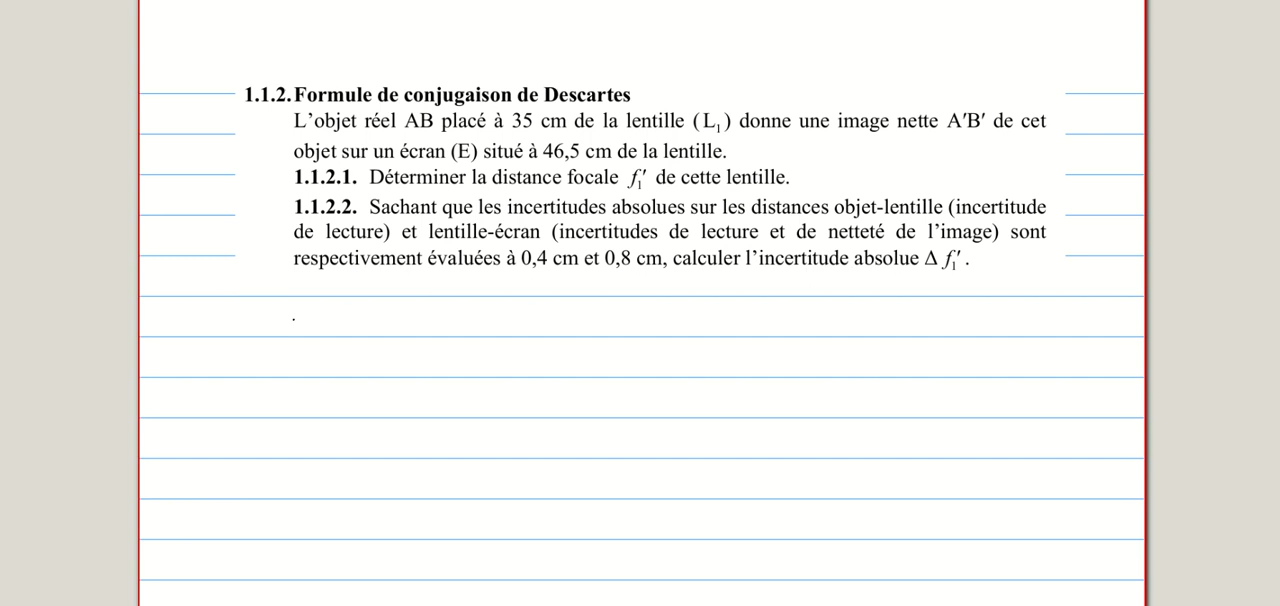 1.1.2. Formule de conjugaison de Descartes
L’objet réel AB placé à 35 cm de la lentille (L₁) donne une image nette A′B′ de cet
objet sur un écran (E) situé à 46,5 cm de la lentille.
1.1.2.1. Déterminer la distance focale f₁′ de cette lentille.
1.1.2.2. Sachant que les incertitudes absolues sur les distances objet-lentille (incertitude
de lecture) et lentille-écran (incertitudes de lecture et de netteté de l’image) sont
respectivement évaluées à 0,4 cm et 0,8 cm, calculer l’incertitude absolue Δ f₁′.
.